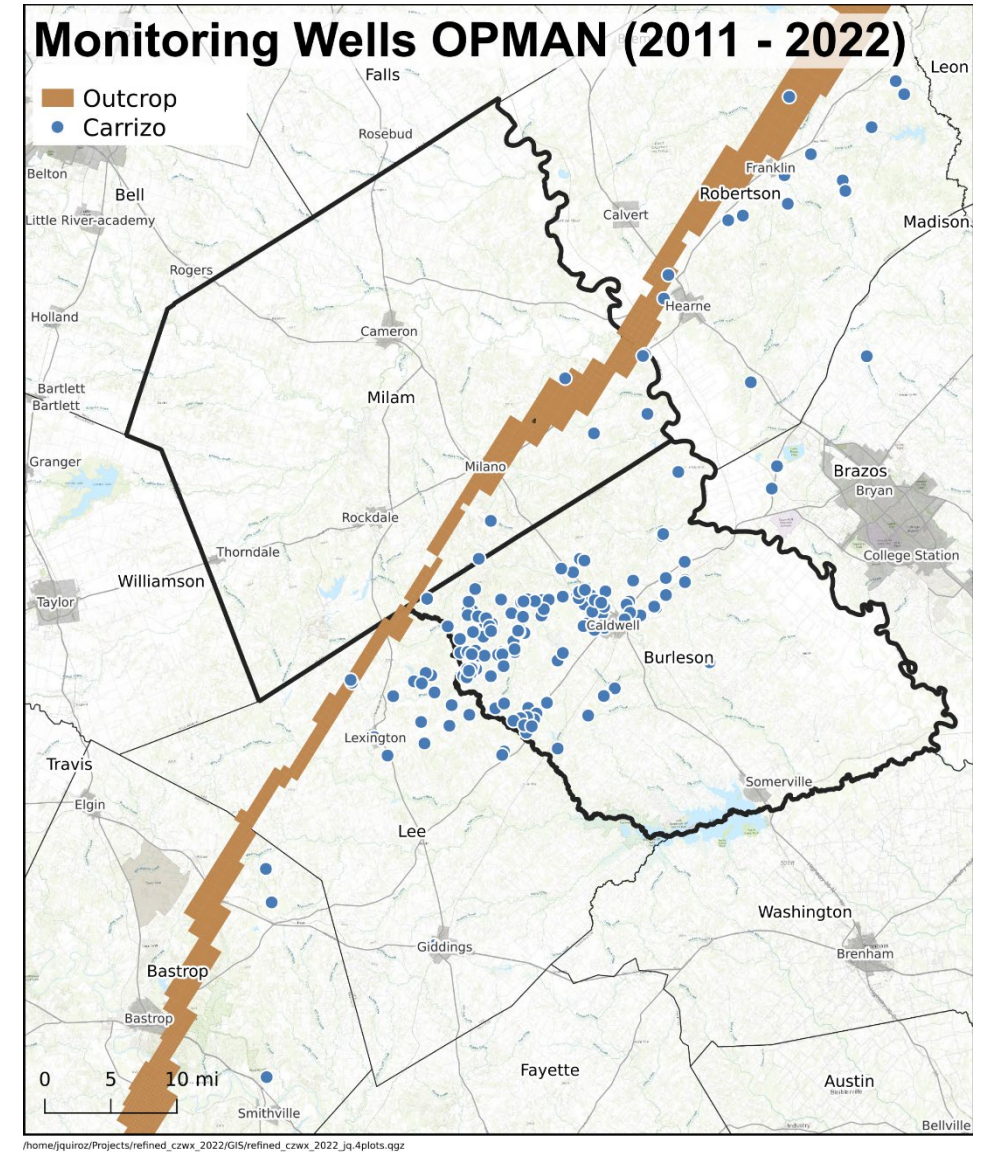 Monitoring Wells OPMAN (2011 - 2022)
Leon
Falls
Outcrop
Carrizo
Rosebud
Franklin
Belton
Bell
Robertson
Little River-academy
Calvert
Madison
Rogers
Hearne
Holland
Cameron
Bartlett
Milam
Bartlett
Granger
Milano
Brazos
Bryan
Rockdale
Thorndale
College Station
Williamson
Taylor
Caldwell
Burleson
Lexington
Travis
Somerville
Elgin
Lee
Washington
Giddings
Brenham
Bastrop
Bastrop
Fayette
0 5 10 mi
Austin
Bellville
Smithville
Industry
/home/jquiroz/Projects/refined_czwx_2022/GIS/refined_czwx_2022_jq.4plots.qgz